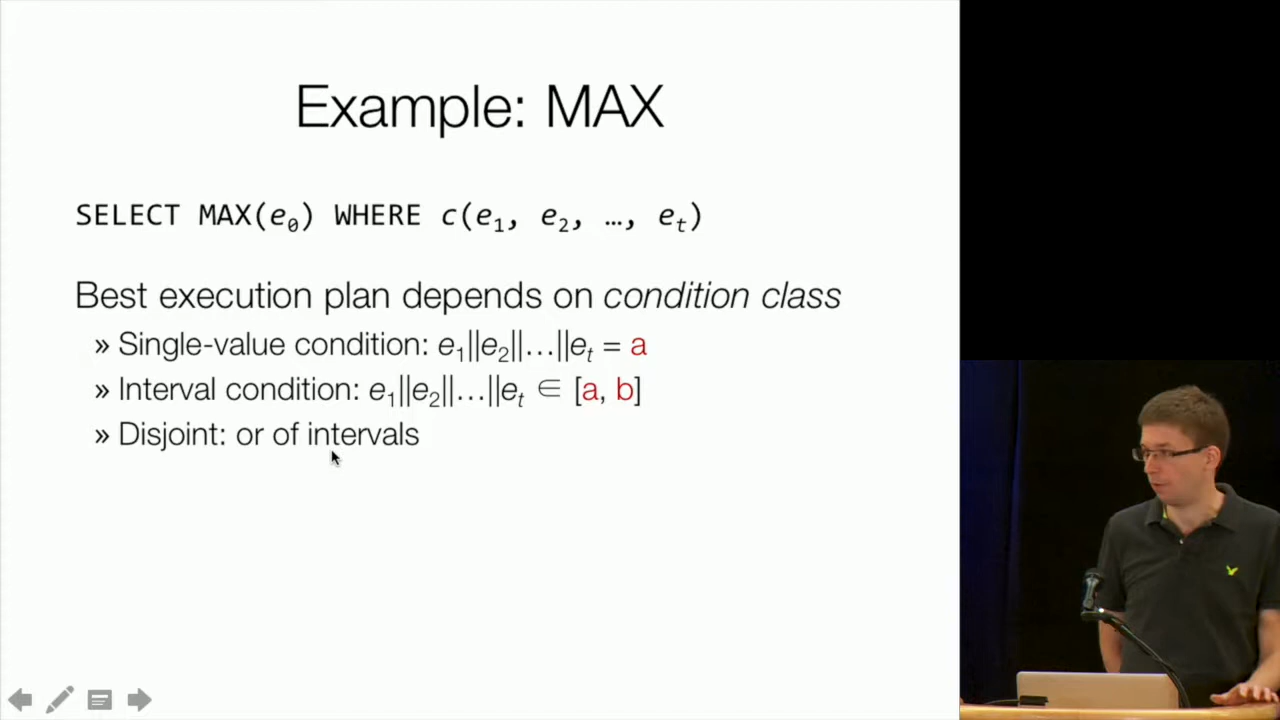 Example: MAX
SELECT MAX(e₀) WHERE c(e₁, e₂, …, eₜ)
Best execution plan depends on condition class
» Single-value condition: e₁||e₂||…||eₜ = a
» Interval condition: e₁||e₂||…||eₜ ∈ [a, b]
» Disjoint: or of intervals